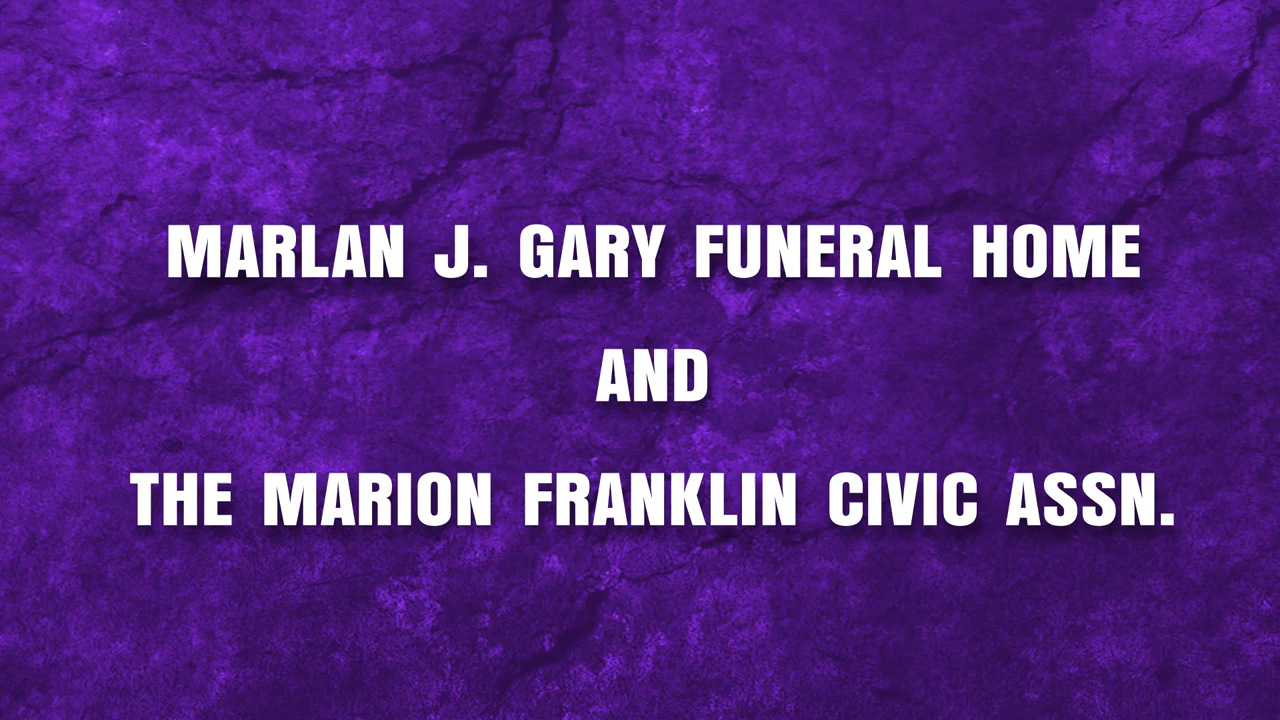 MARLAN J. GARY FUNERAL HOME
AND
THE MARION FRANKLIN CIVIC ASSN.